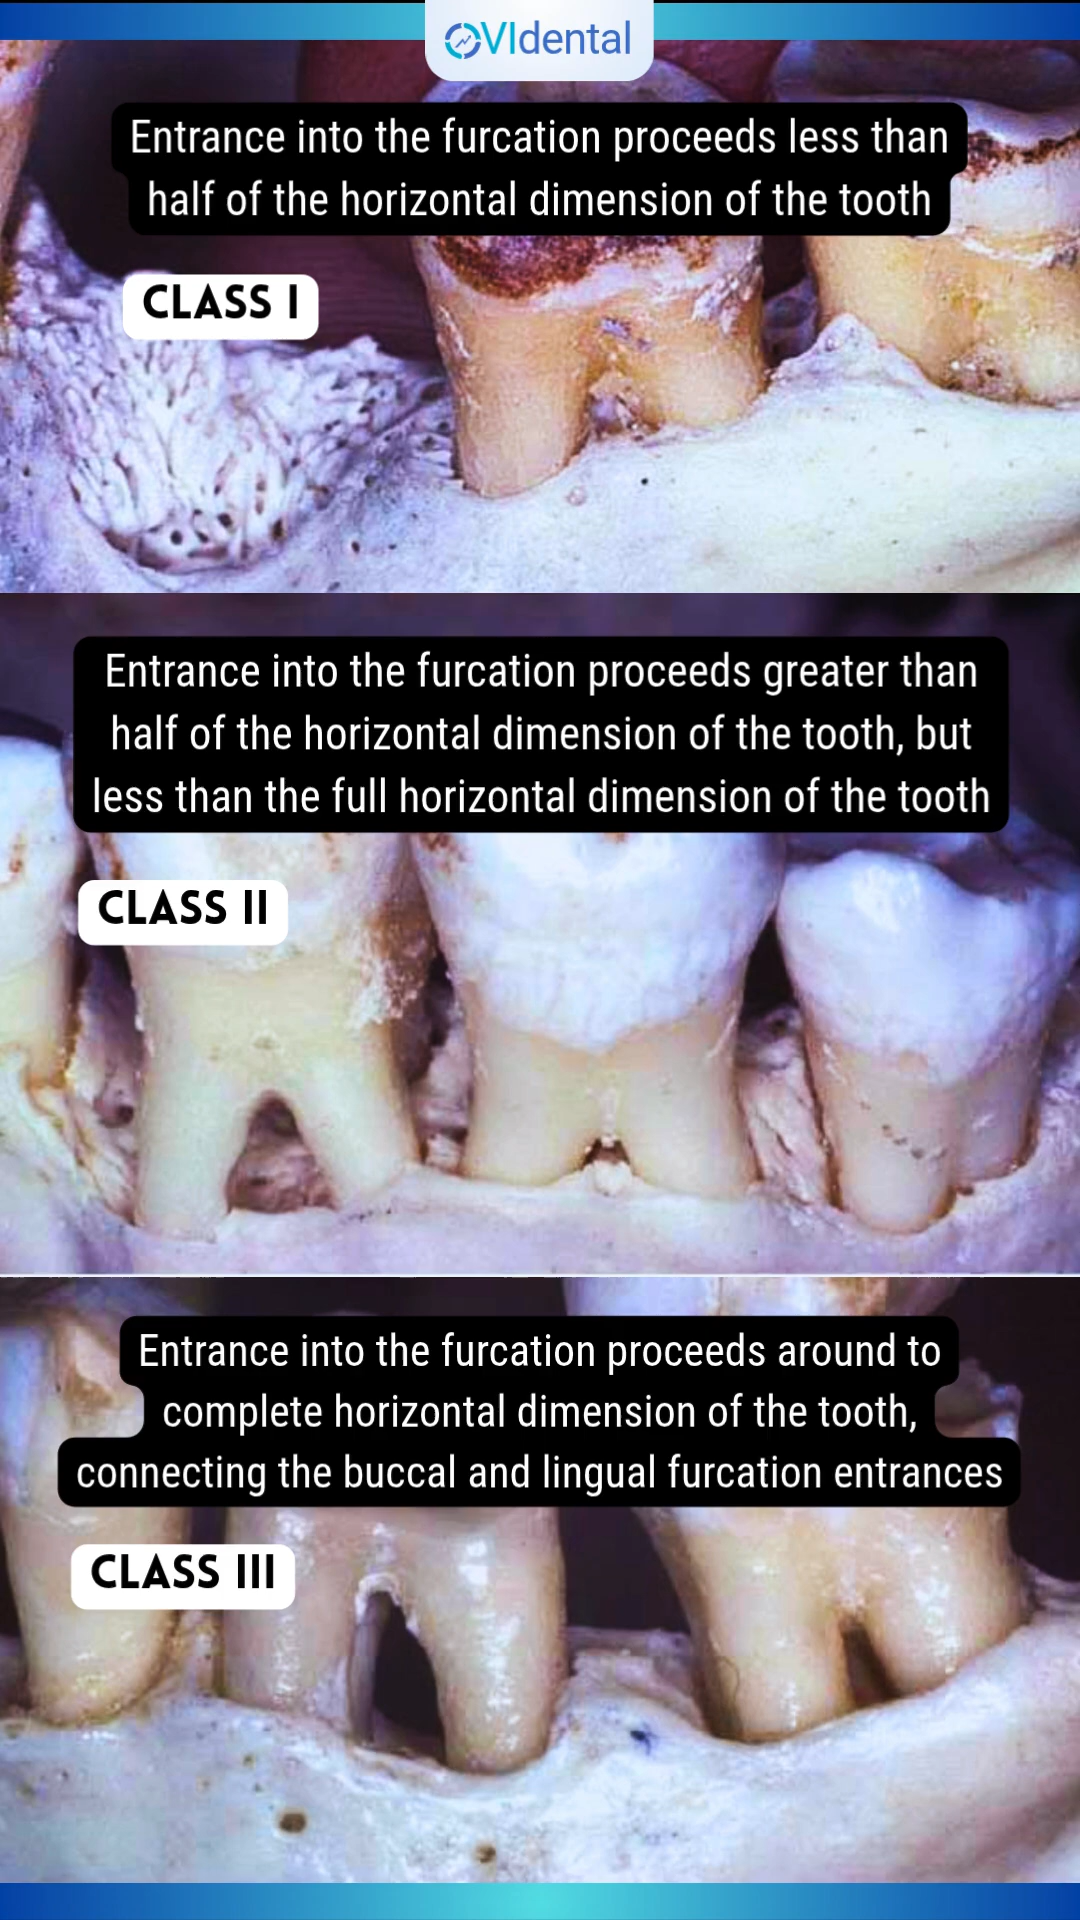 VIdental
Entrance into the furcation proceeds less than
half of the horizontal dimension of the tooth
CLASS I
Entrance into the furcation proceeds greater than
half of the horizontal dimension of the tooth, but
less than the full horizontal dimension of the tooth
CLASS II
Entrance into the furcation proceeds around to
complete horizontal dimension of the tooth,
connecting the buccal and lingual furcation entrances
CLASS III